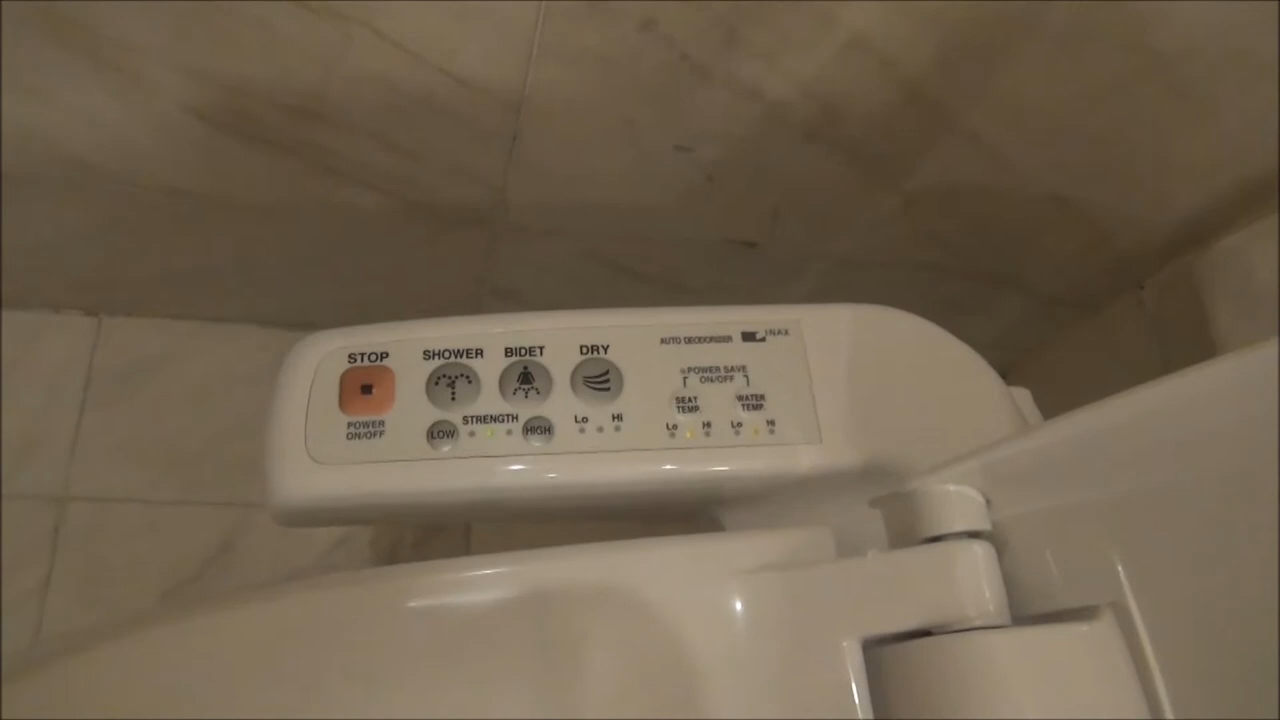 STOP
POWER
ON/OFF
SHOWER
BIDET
DRY
LOW
STRENGTH
HIGH
Lo Hi
AUTO DEODORIZER
INAX
POWER SAVE
ON/OFF
SEAT
TEMP.
WATER
TEMP.
Lo Hi
Lo Hi